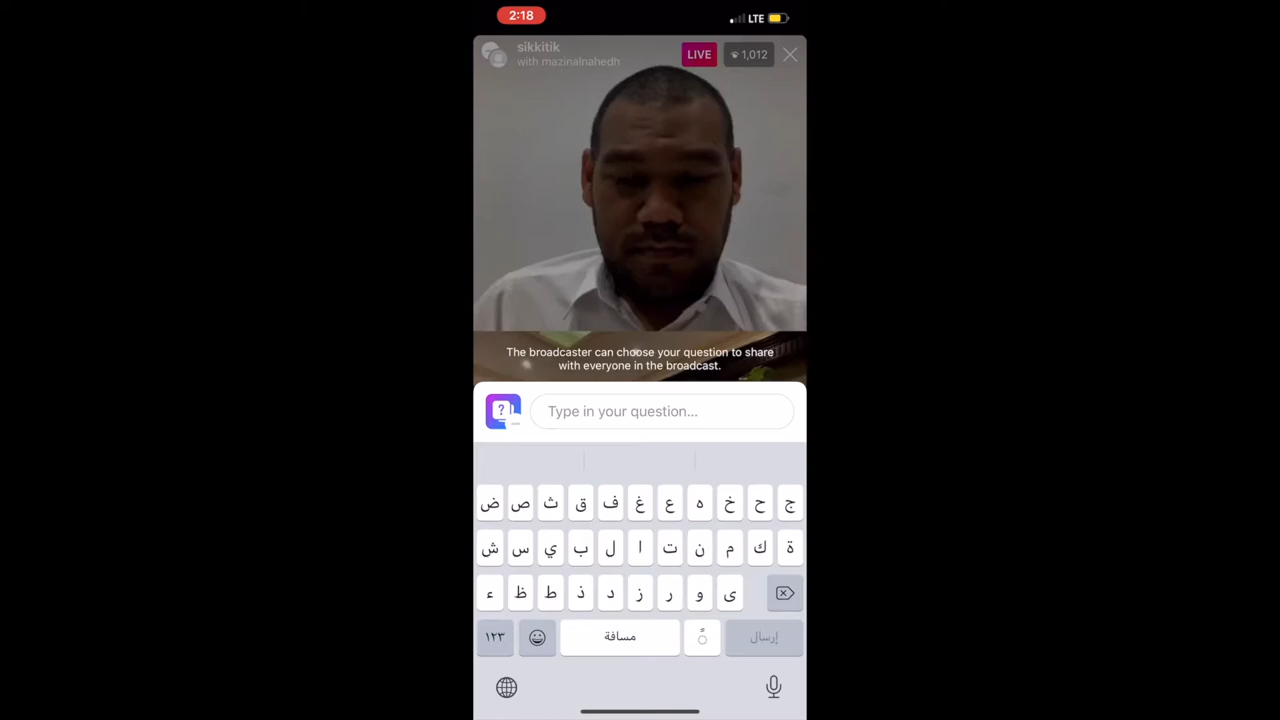 2:18
LTE
sikkitik
LIVE
1,012
with mazinalnahedh
The broadcaster can choose your question to share
with everyone in the broadcast.
?
Type in your question...
ض ص ث ق ف غ ع ه خ ح ج
ش س ي ب ل ا ت ن م ك ة
ء ظ ط ذ د ز ر و ى
١٢٣
مسافة
إرسال